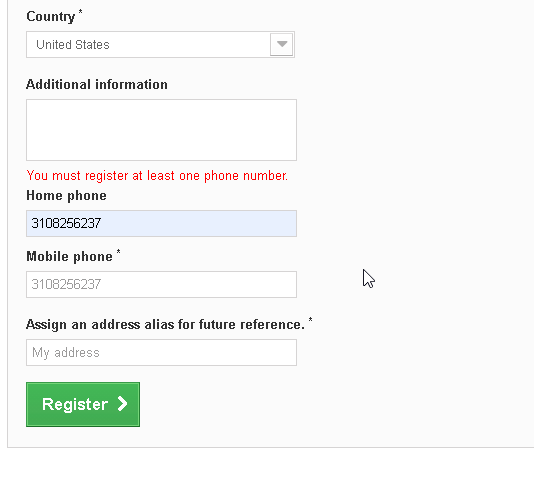 Country *
United States
Additional information
You must register at least one phone number.
Home phone
3108256237
Mobile phone *
3108256237
Assign an address alias for future reference. *
My address
Register